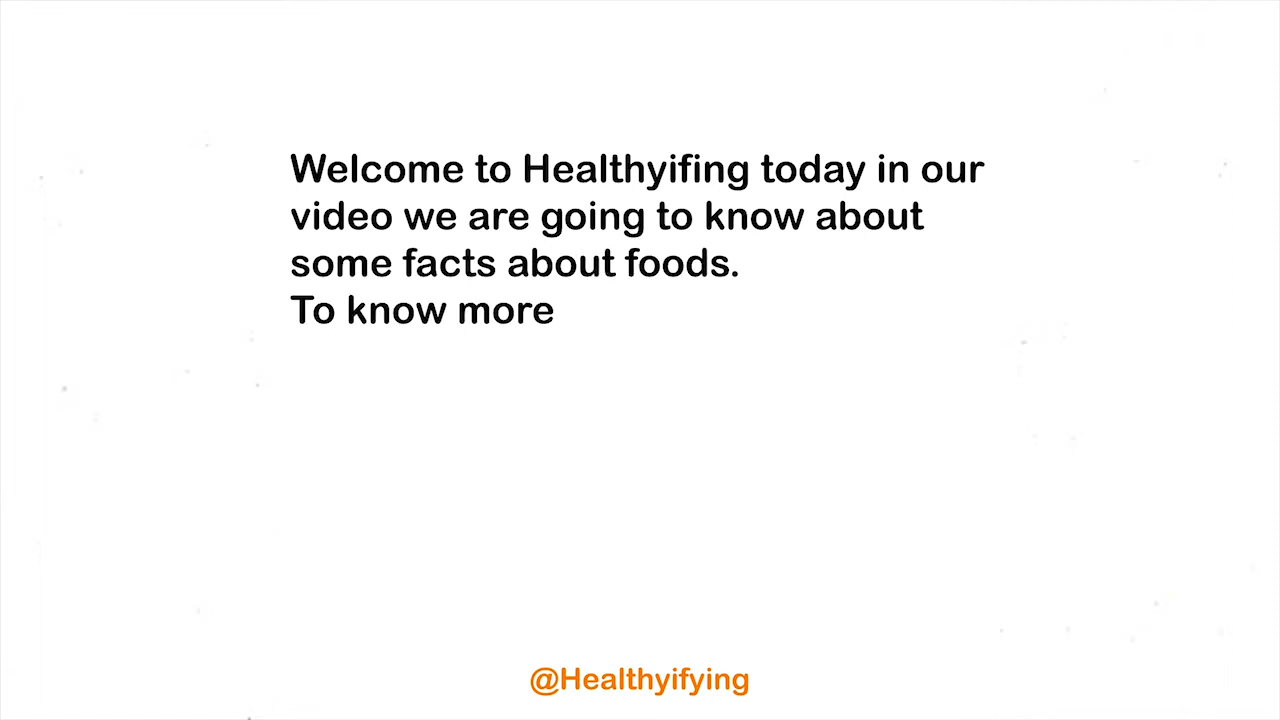 Welcome to Healthyifing today in our
video we are going to know about
some facts about foods.
To know more
@Healthyifying